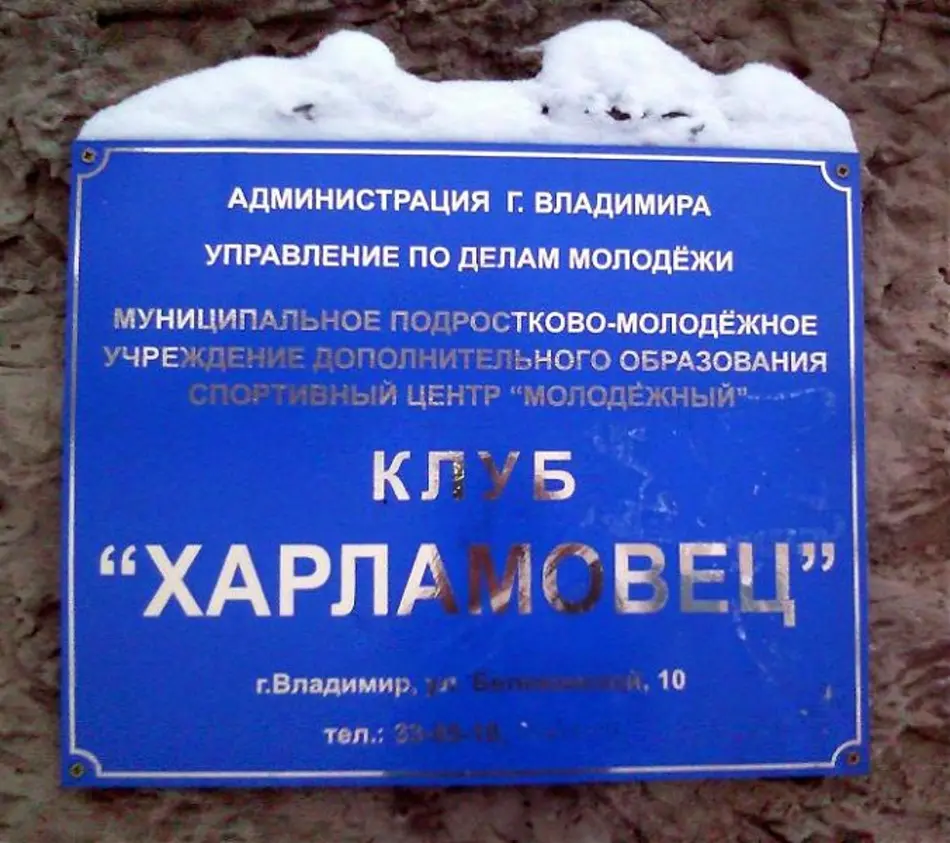 АДМИНИСТРАЦИЯ Г. ВЛАДИМИРА
УПРАВЛЕНИЕ ПО ДЕЛАМ МОЛОДЁЖИ
МУНИЦИПАЛЬНОЕ ПОДРОСТКОВО-МОЛОДЁЖНОЕ
УЧРЕЖДЕНИЕ ДОПОЛНИТЕЛЬНОГО ОБРАЗОВАНИЯ
СПОРТИВНЫЙ ЦЕНТР “МОЛОДЁЖНЫЙ”
КЛУБ
“ХАРЛАМОВЕЦ”
г.Владимир, ул 10
тел.: